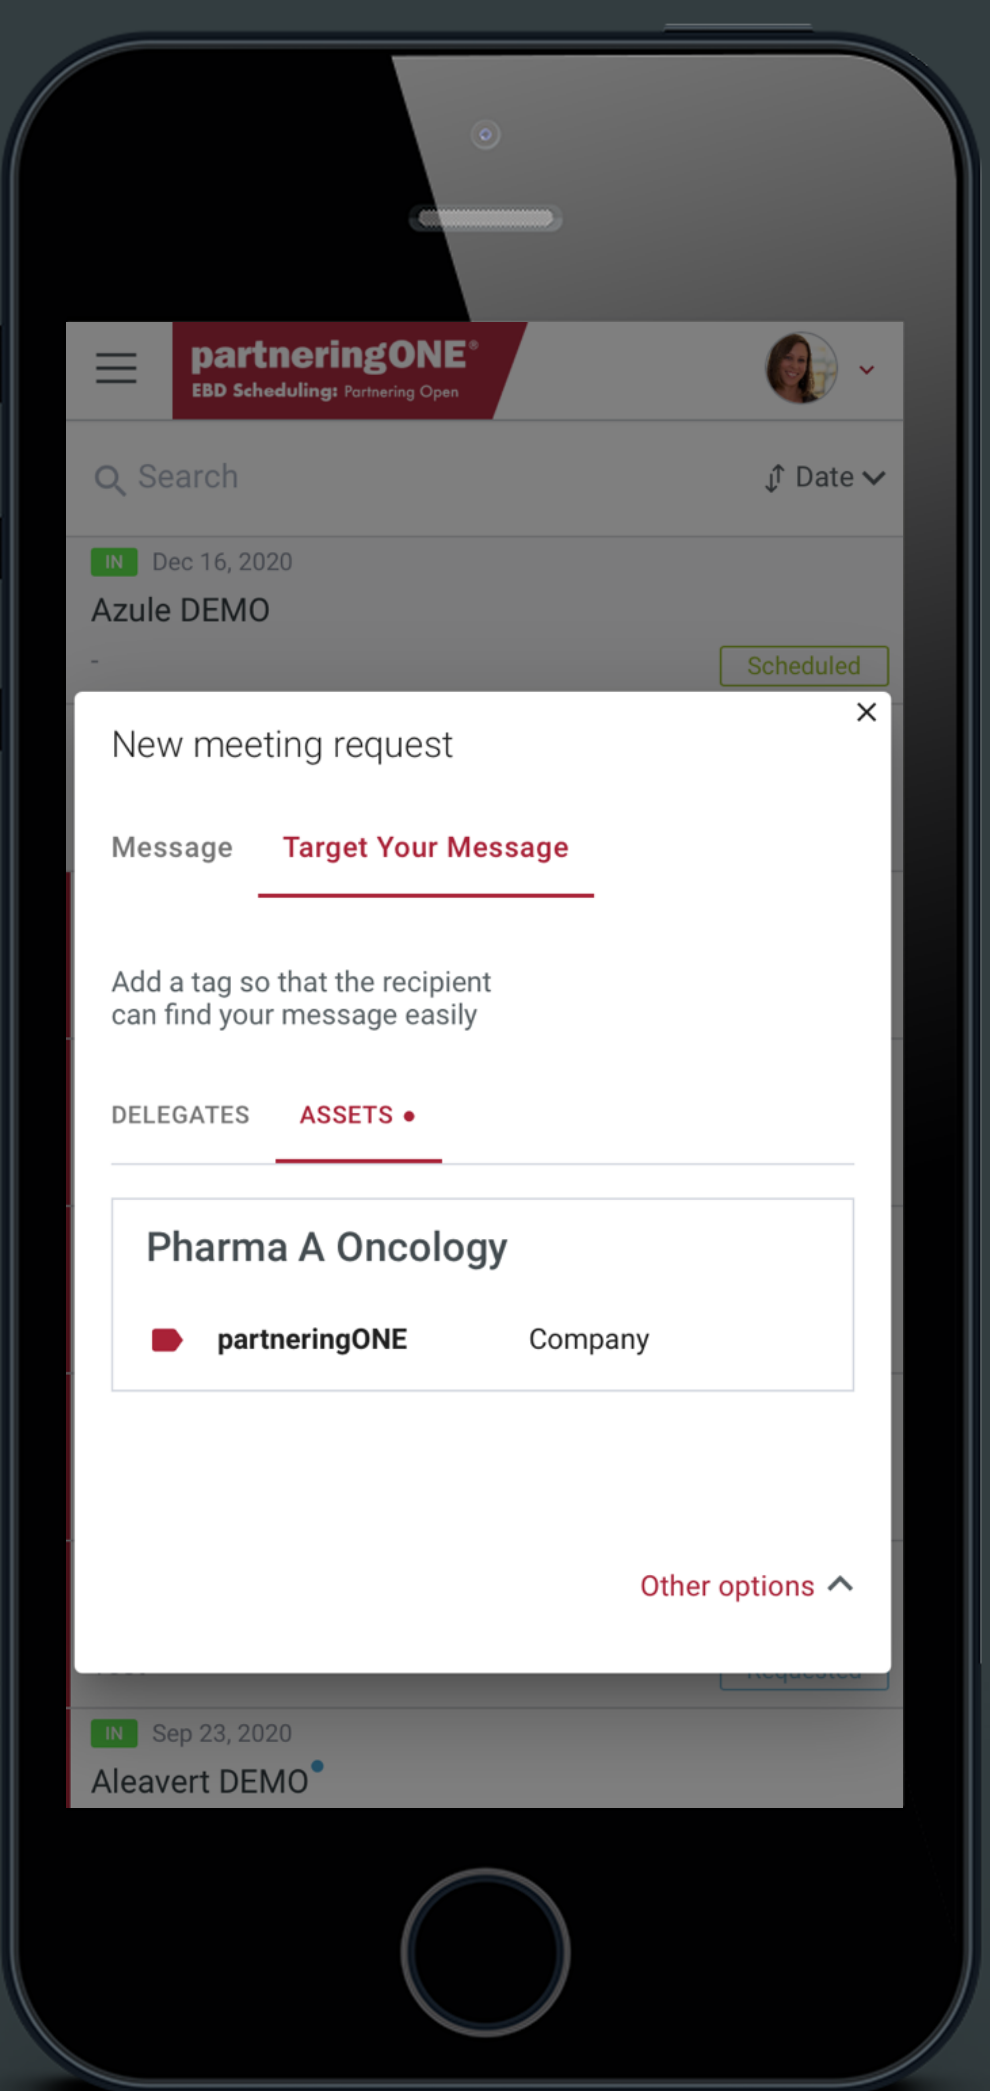 partneringONE®
EBD Scheduling: Partnering Open
Search
Date
IN Dec 16, 2020
Azule DEMO
-
Scheduled
New meeting request
Message Target Your Message
Add a tag so that the recipient
can find your message easily
DELEGATES ASSETS •
Pharma A Oncology
partneringONE Company
Other options
Requested
IN Sep 23, 2020
Aleavert DEMO